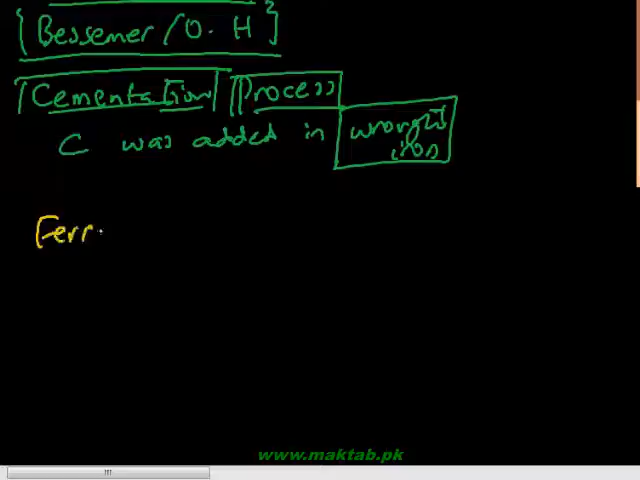 {Bessemer / O. H}
Cementation Process
C was added in wrought
iron
Ferr
www.maktab.pk